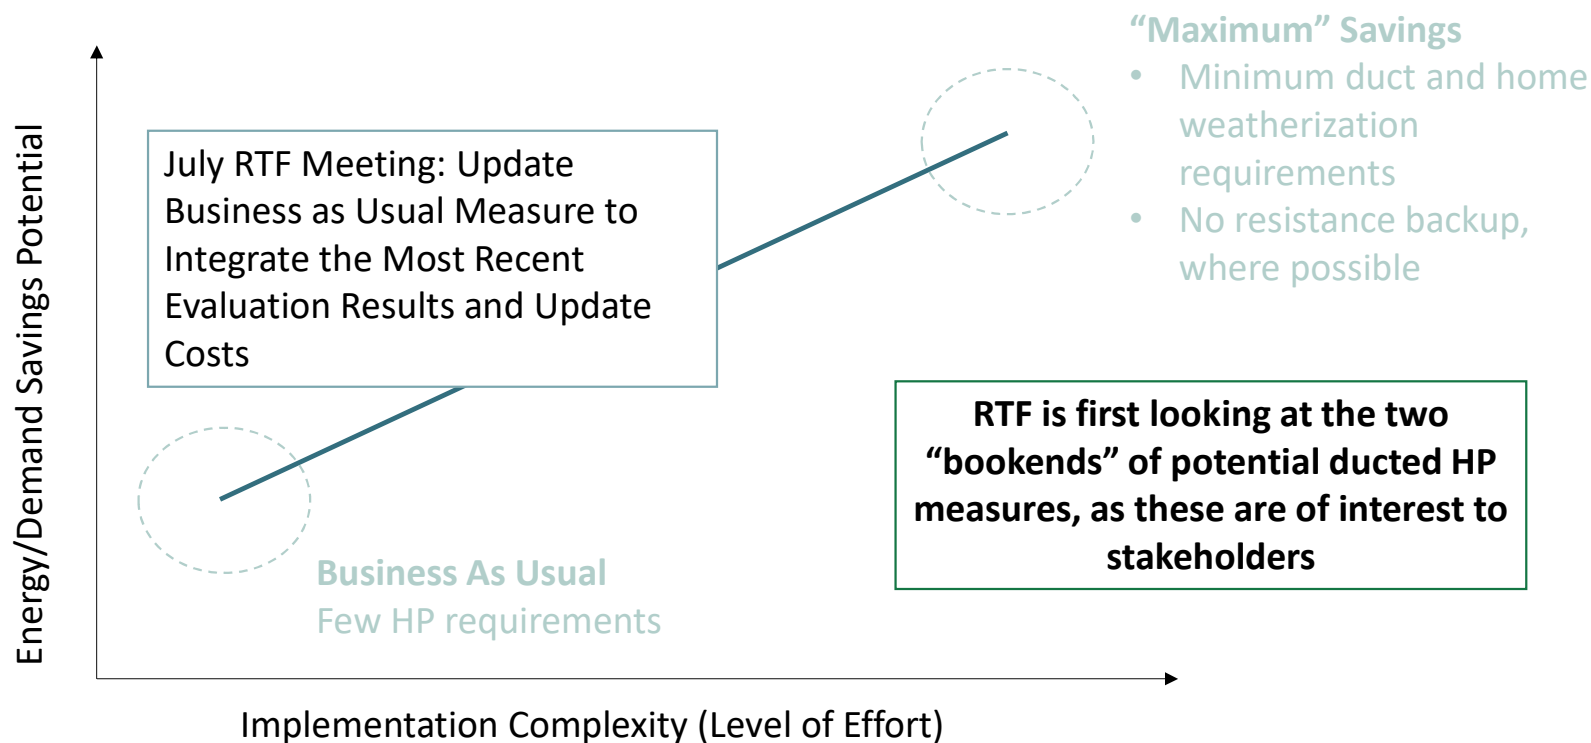 “Maximum” Savings
• Minimum duct and home
weatherization
requirements
• No resistance backup,
where possible
July RTF Meeting: Update
Business as Usual Measure to
Integrate the Most Recent
Evaluation Results and Update
Costs
RTF is first looking at the two
“bookends” of potential ducted HP
measures, as these are of interest to
stakeholders
Business As Usual
Few HP requirements
Energy/Demand Savings Potential
Implementation Complexity (Level of Effort)